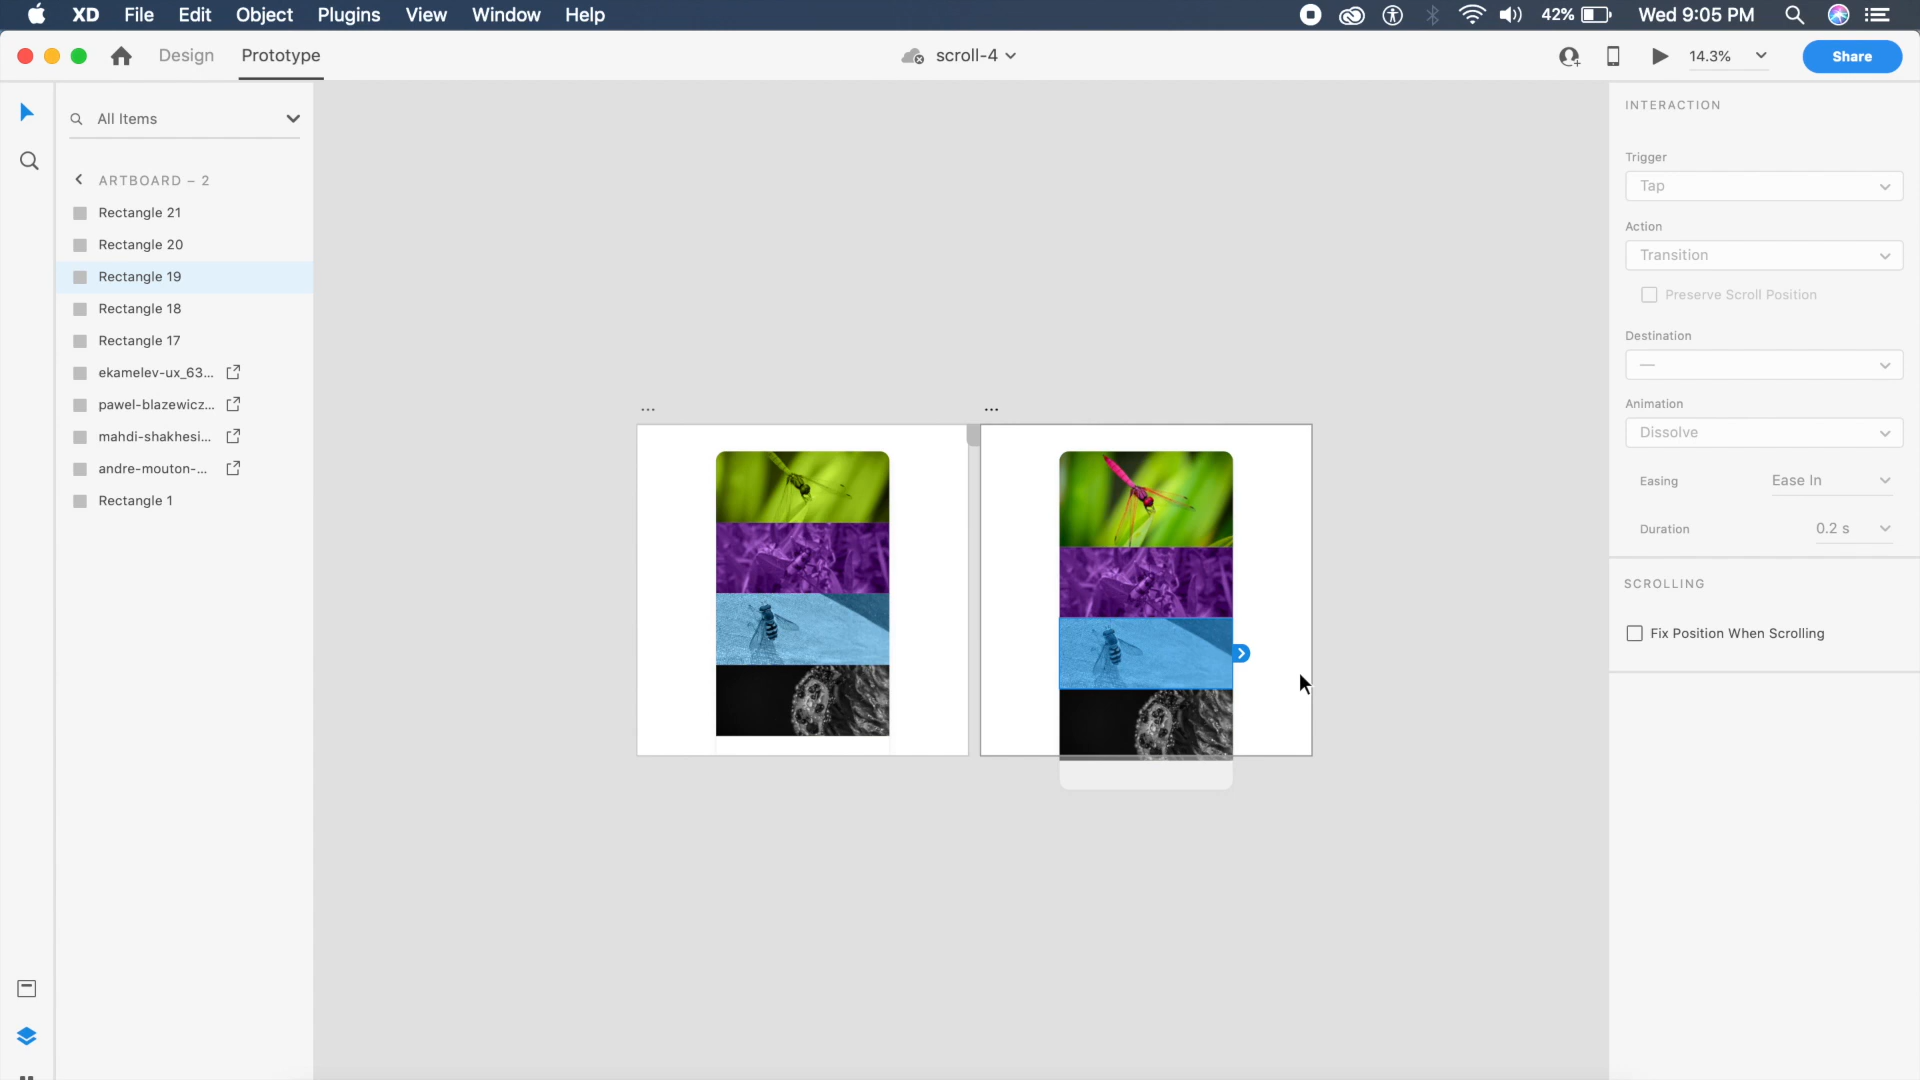 XD File Edit Object Plugins View Window Help 42% Wed 9:05 PM
Design Prototype scroll-4 14.3% Share
All Items
ARTBOARD – 2
Rectangle 21
Rectangle 20
Rectangle 19
Rectangle 18
Rectangle 17
ekamelev-ux_63...
pawel-blazewicz...
mahdi-shakhesi...
andre-mouton-...
Rectangle 1
... ...
INTERACTION
Trigger
Tap
Action
Transition
Preserve Scroll Position
Destination
—
Animation
Dissolve
Easing Ease In
Duration 0.2 s
SCROLLING
Fix Position When Scrolling